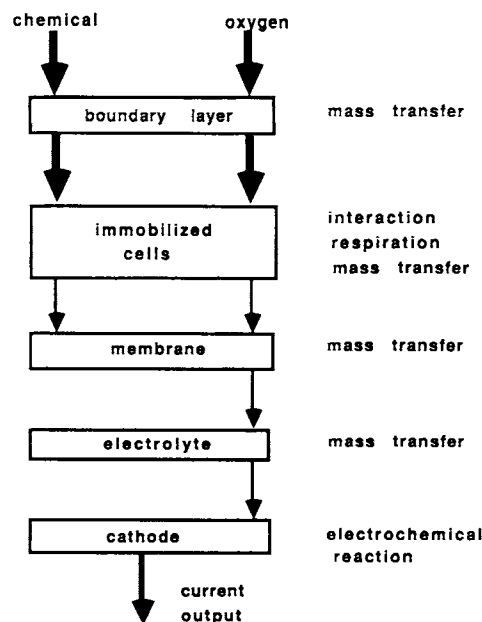 chemical
oxygen
boundary layer
mass transfer
immobilized
cells
interaction
respiration
mass transfer
membrane
mass transfer
electrolyte
mass transfer
cathode
electrochemical
reaction
current
output